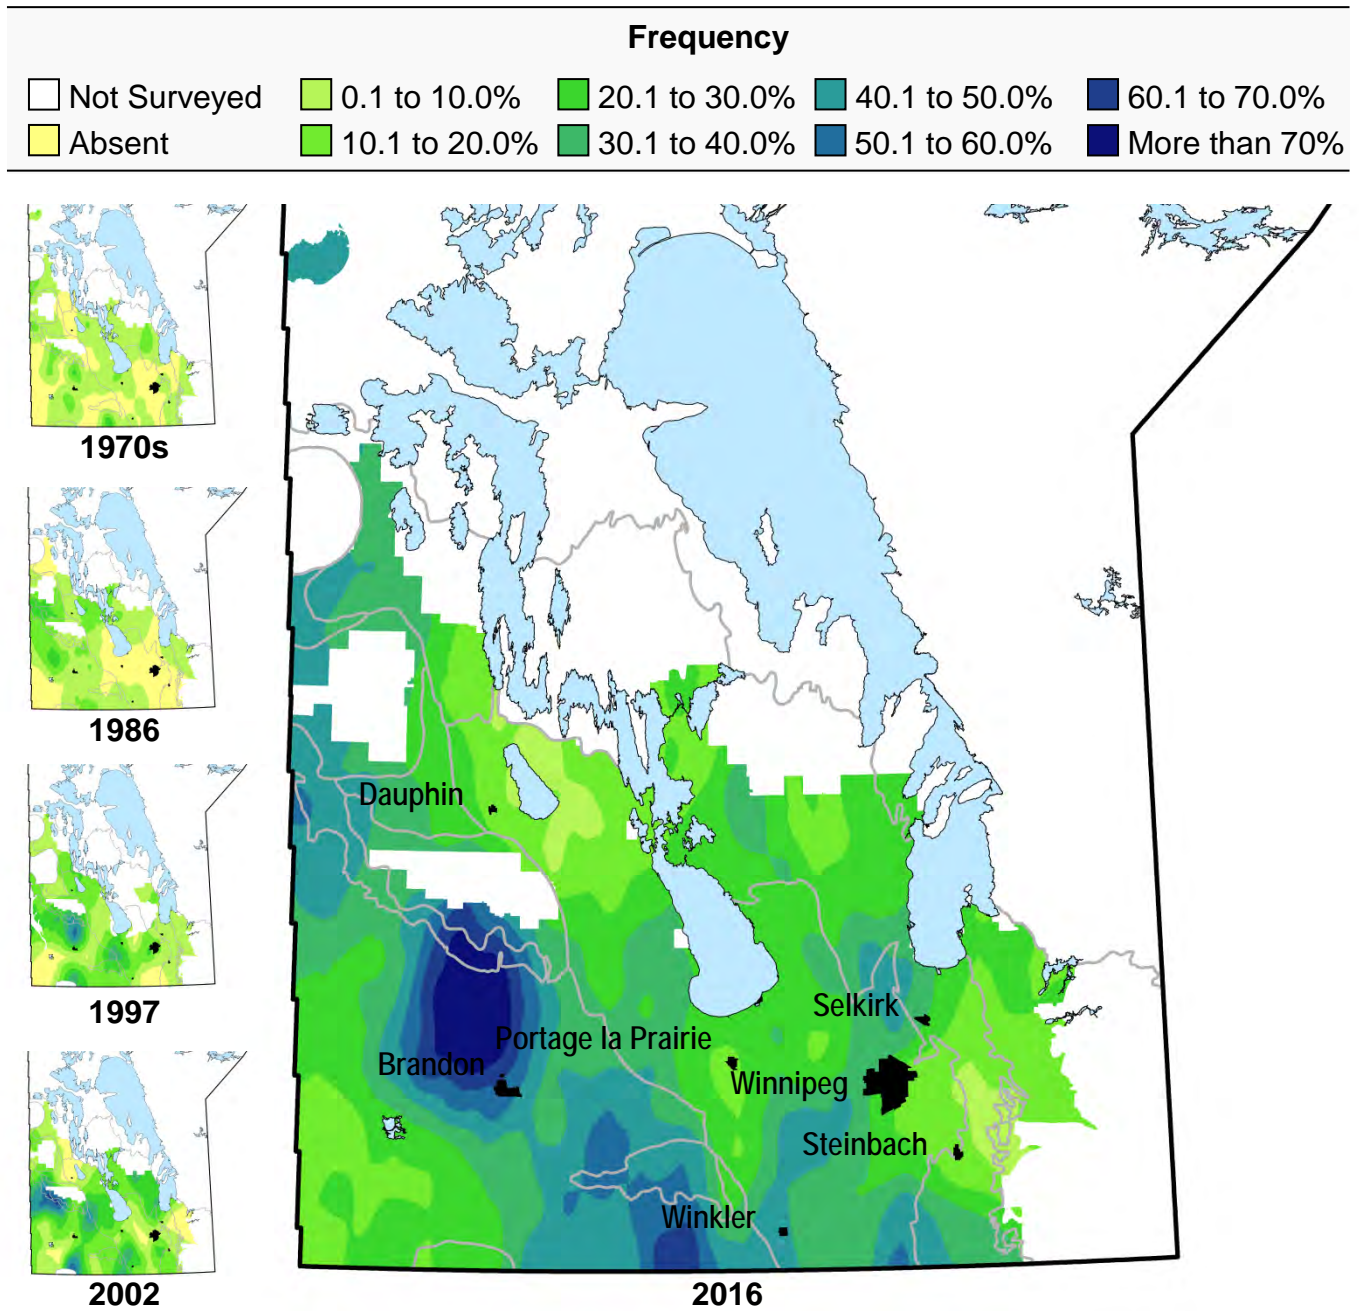 Frequency
Not Surveyed 0.1 to 10.0% 20.1 to 30.0% 40.1 to 50.0% 60.1 to 70.0%
Absent 10.1 to 20.0% 30.1 to 40.0% 50.1 to 60.0% More than 70%
1970s
1986
Dauphin
1997
Selkirk
Portage la Prairie
Brandon
Winnipeg
Steinbach
Winkler
2002
2016